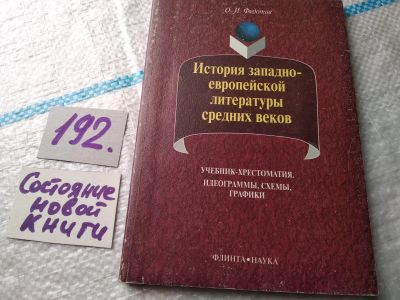 О. И. Федотов
История западно-
европейской
литературы
средних веков
УЧЕБНИК-ХРЕСТОМАТИЯ.
ИДЕОГРАММЫ, СХЕМЫ,
ГРАФИКИ
ФЛИНТА • НАУКА
192.
Состояние
новой
книги